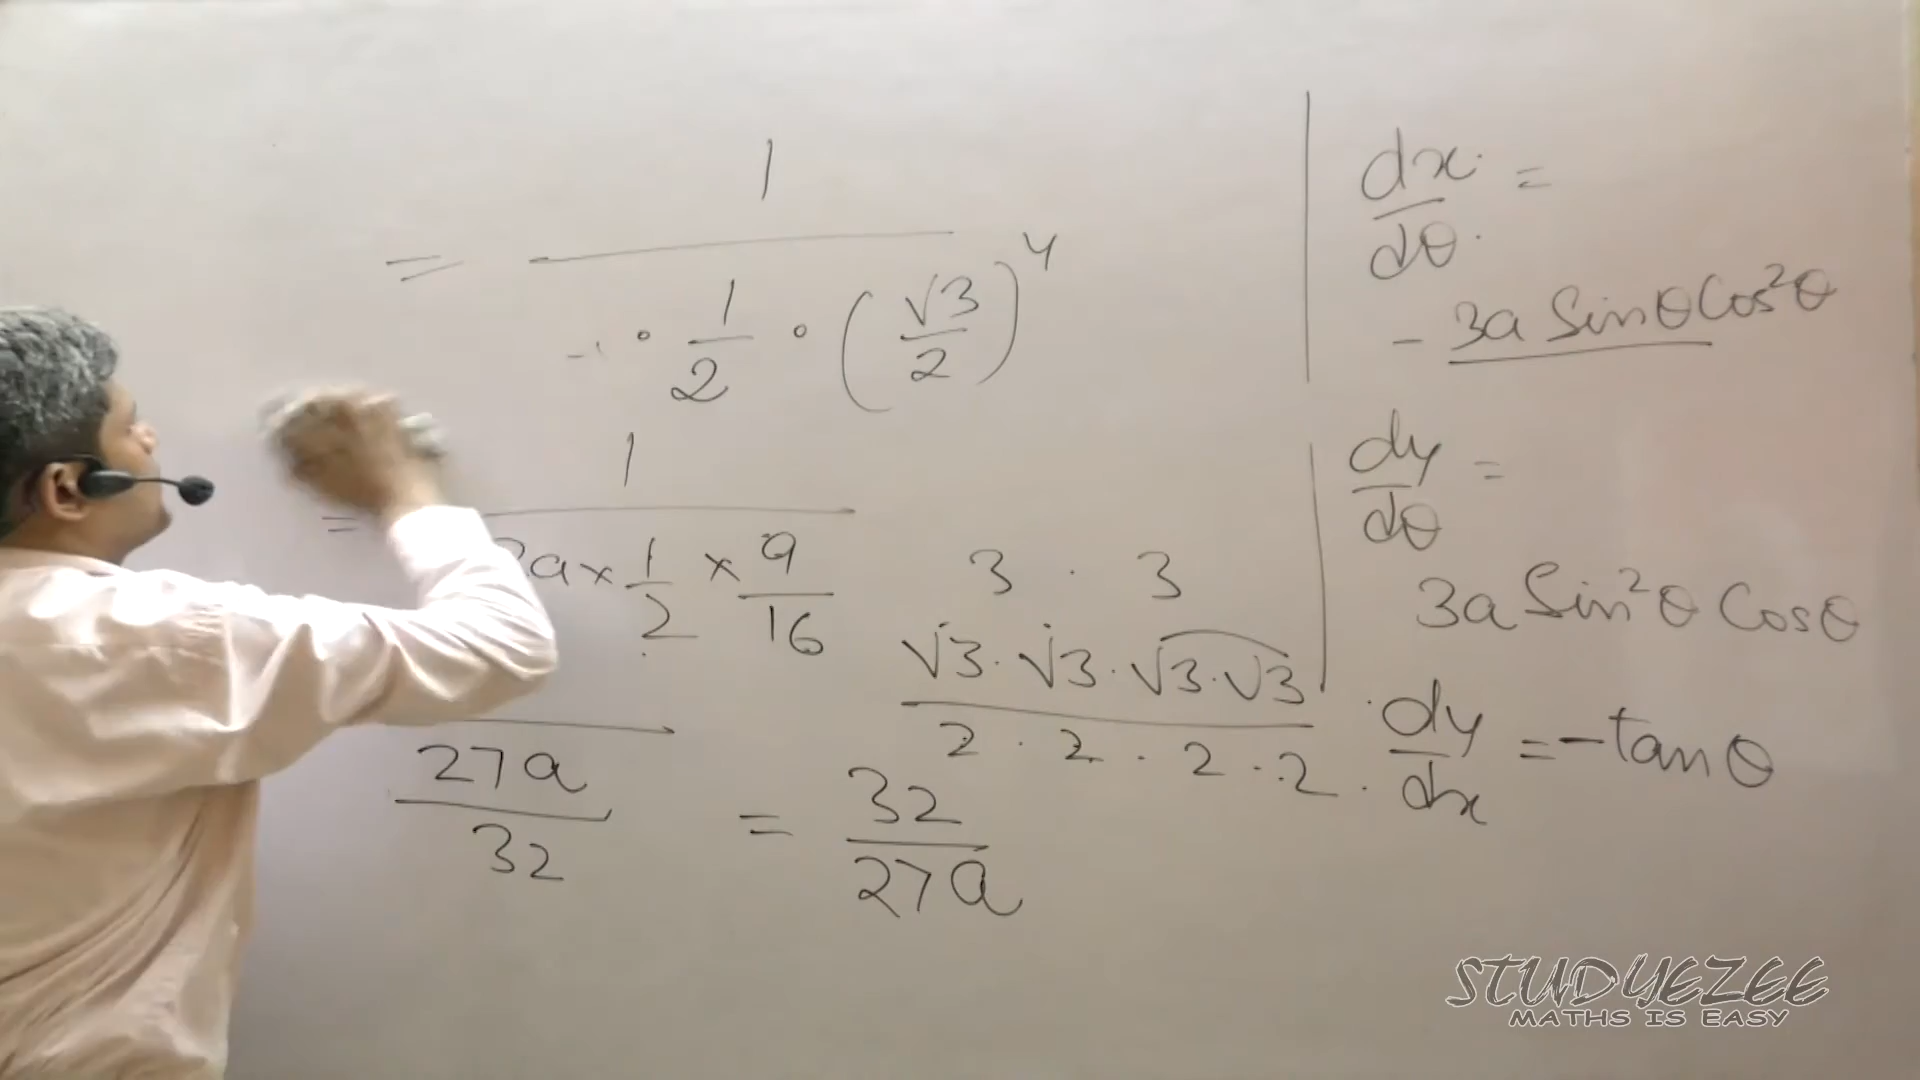 1
= ─────
· 1/2 · (√3/2)^4
1
= ─────
a × 1/2 × 9/16
─────
27a/32 = 32/27a
3 · 3
√3·√3·√3·√3
2 · 2 · 2 · 2
dx/dθ =
- 3a Sinθ Cos²θ
dy/dθ =
3a Sin²θ Cosθ
dy/dx = -tanθ
STUDYEZEE
MATHS IS EASY